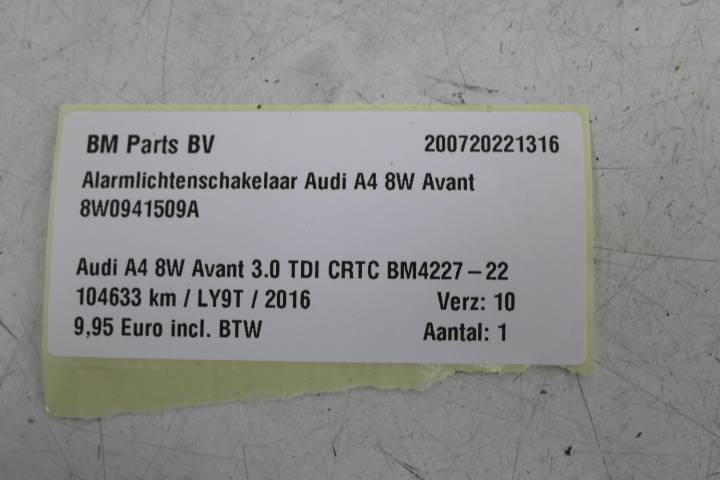 BM Parts BV 200720221316
Alarmlichtenschakelaar Audi A4 8W Avant
8W0941509A
Audi A4 8W Avant 3.0 TDI CRTC BM4227-22
104633 km / LY9T / 2016 Verz: 10
9,95 Euro incl. BTW Aantal: 1